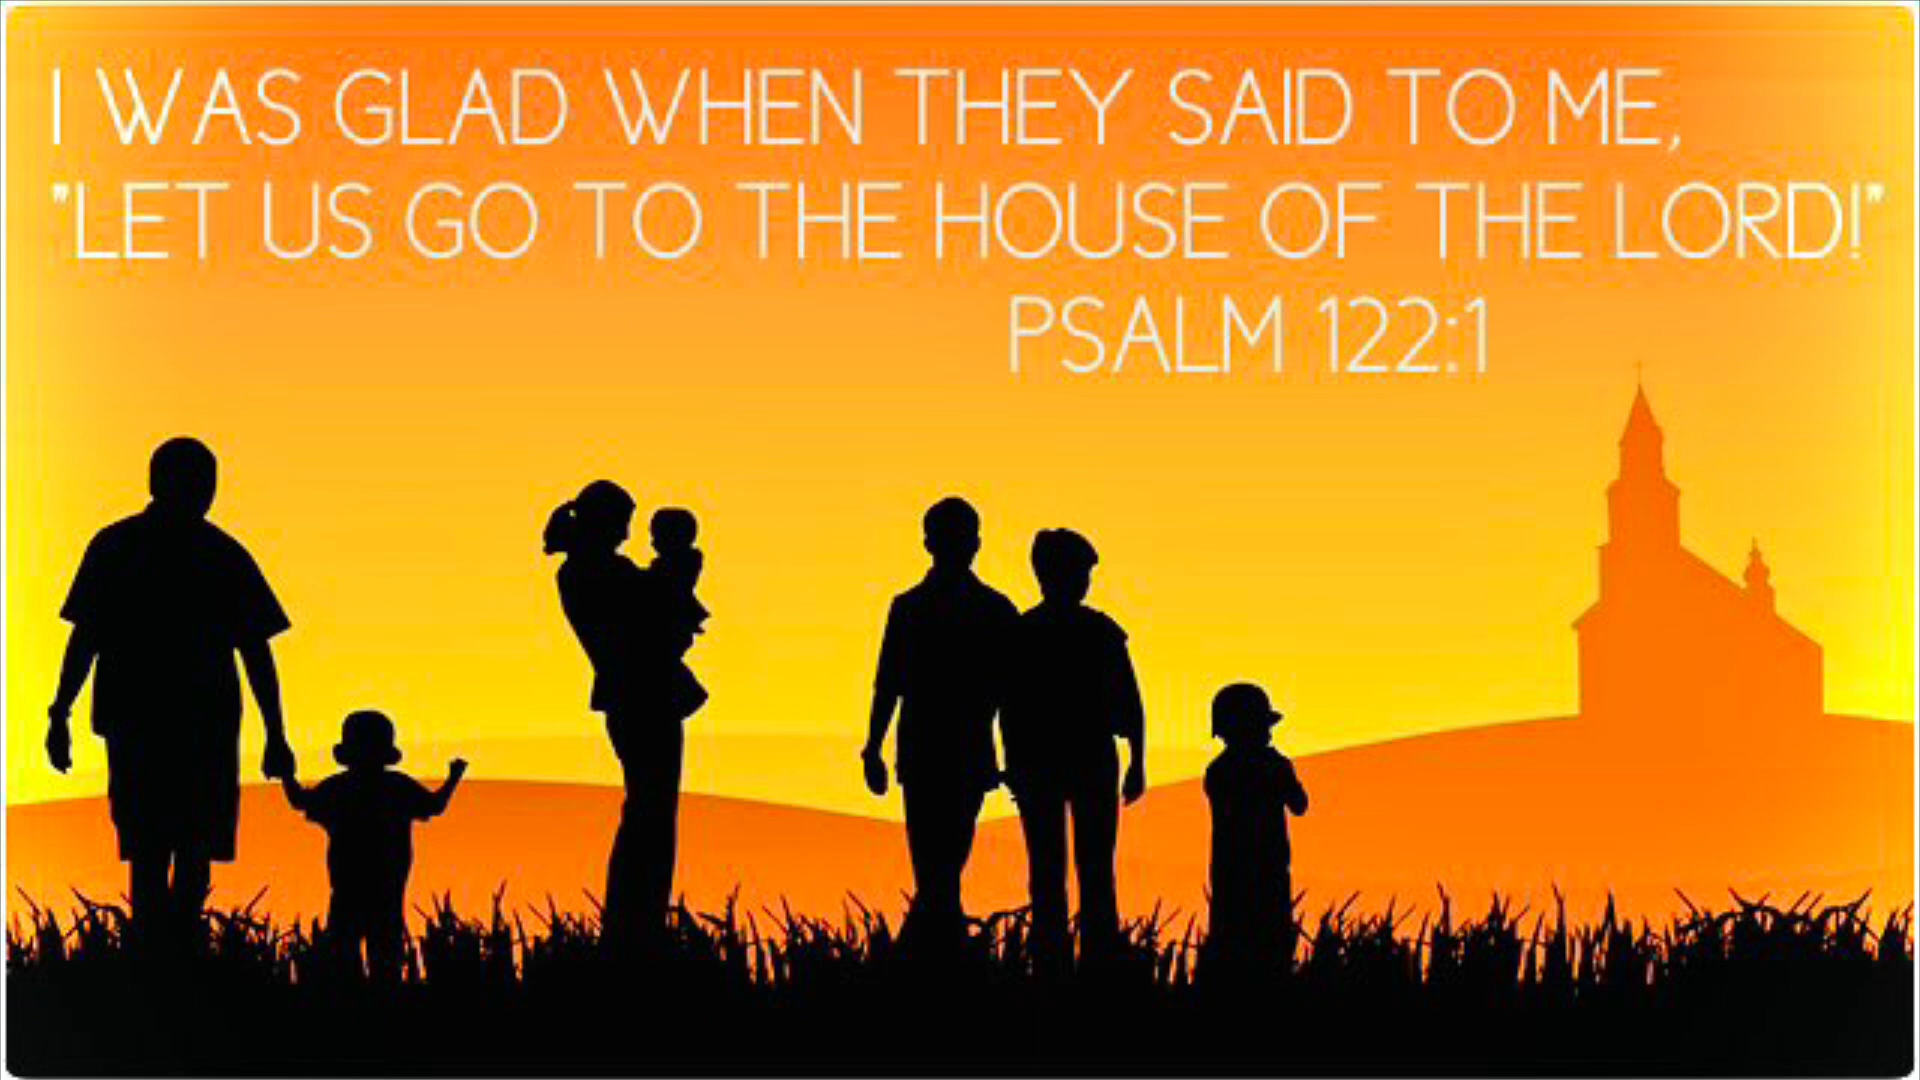 I WAS GLAD WHEN THEY SAID TO ME,
"LET US GO TO THE HOUSE OF THE LORD!"
PSALM 122:1